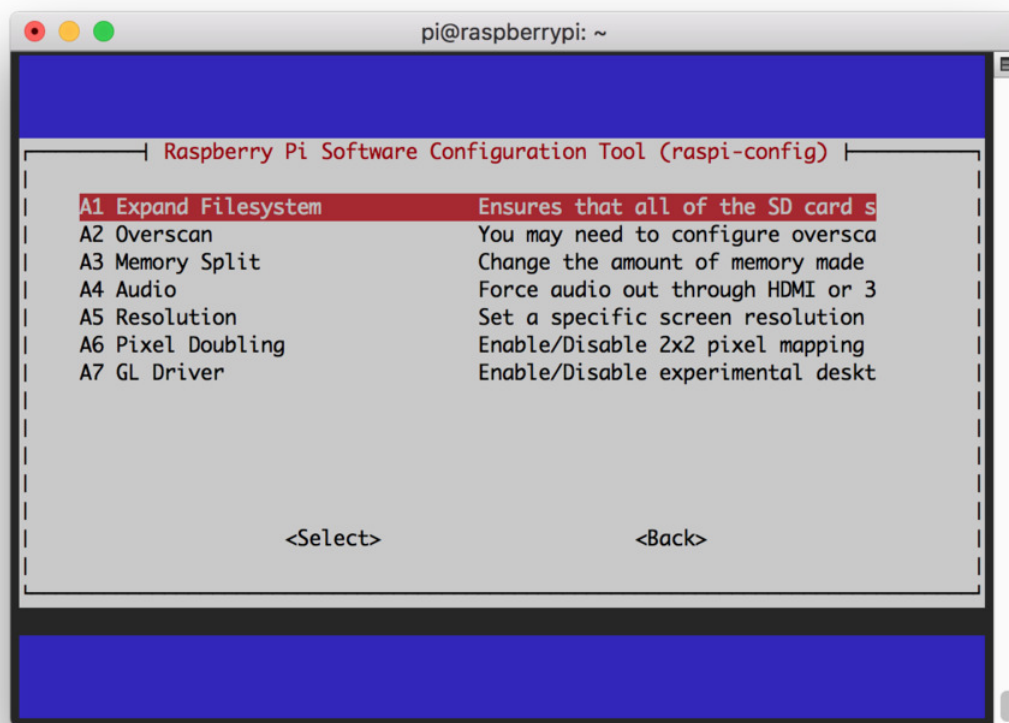 pi@raspberrypi: ~
Raspberry Pi Software Configuration Tool (raspi-config)
A1 Expand Filesystem Ensures that all of the SD card s
A2 Overscan You may need to configure oversca
A3 Memory Split Change the amount of memory made
A4 Audio Force audio out through HDMI or 3
A5 Resolution Set a specific screen resolution
A6 Pixel Doubling Enable/Disable 2x2 pixel mapping
A7 GL Driver Enable/Disable experimental deskt
<Select> <Back>